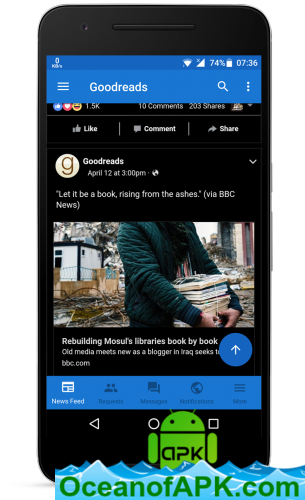 0
KB/s
74%
07:36
Goodreads
1.5K
10 Comments 203 Shares
Like
Comment
Share
Goodreads
April 12 at 3:00pm ·
"Let it be a book, rising from the ashes." (via BBC
News)
Rebuilding Mosul's libraries book by book
Old media meets new as a blogger in Iraq seeks
bbc.com
News Feed
Requests
Messages
Notifications
More
APK
OceanofAPK.com